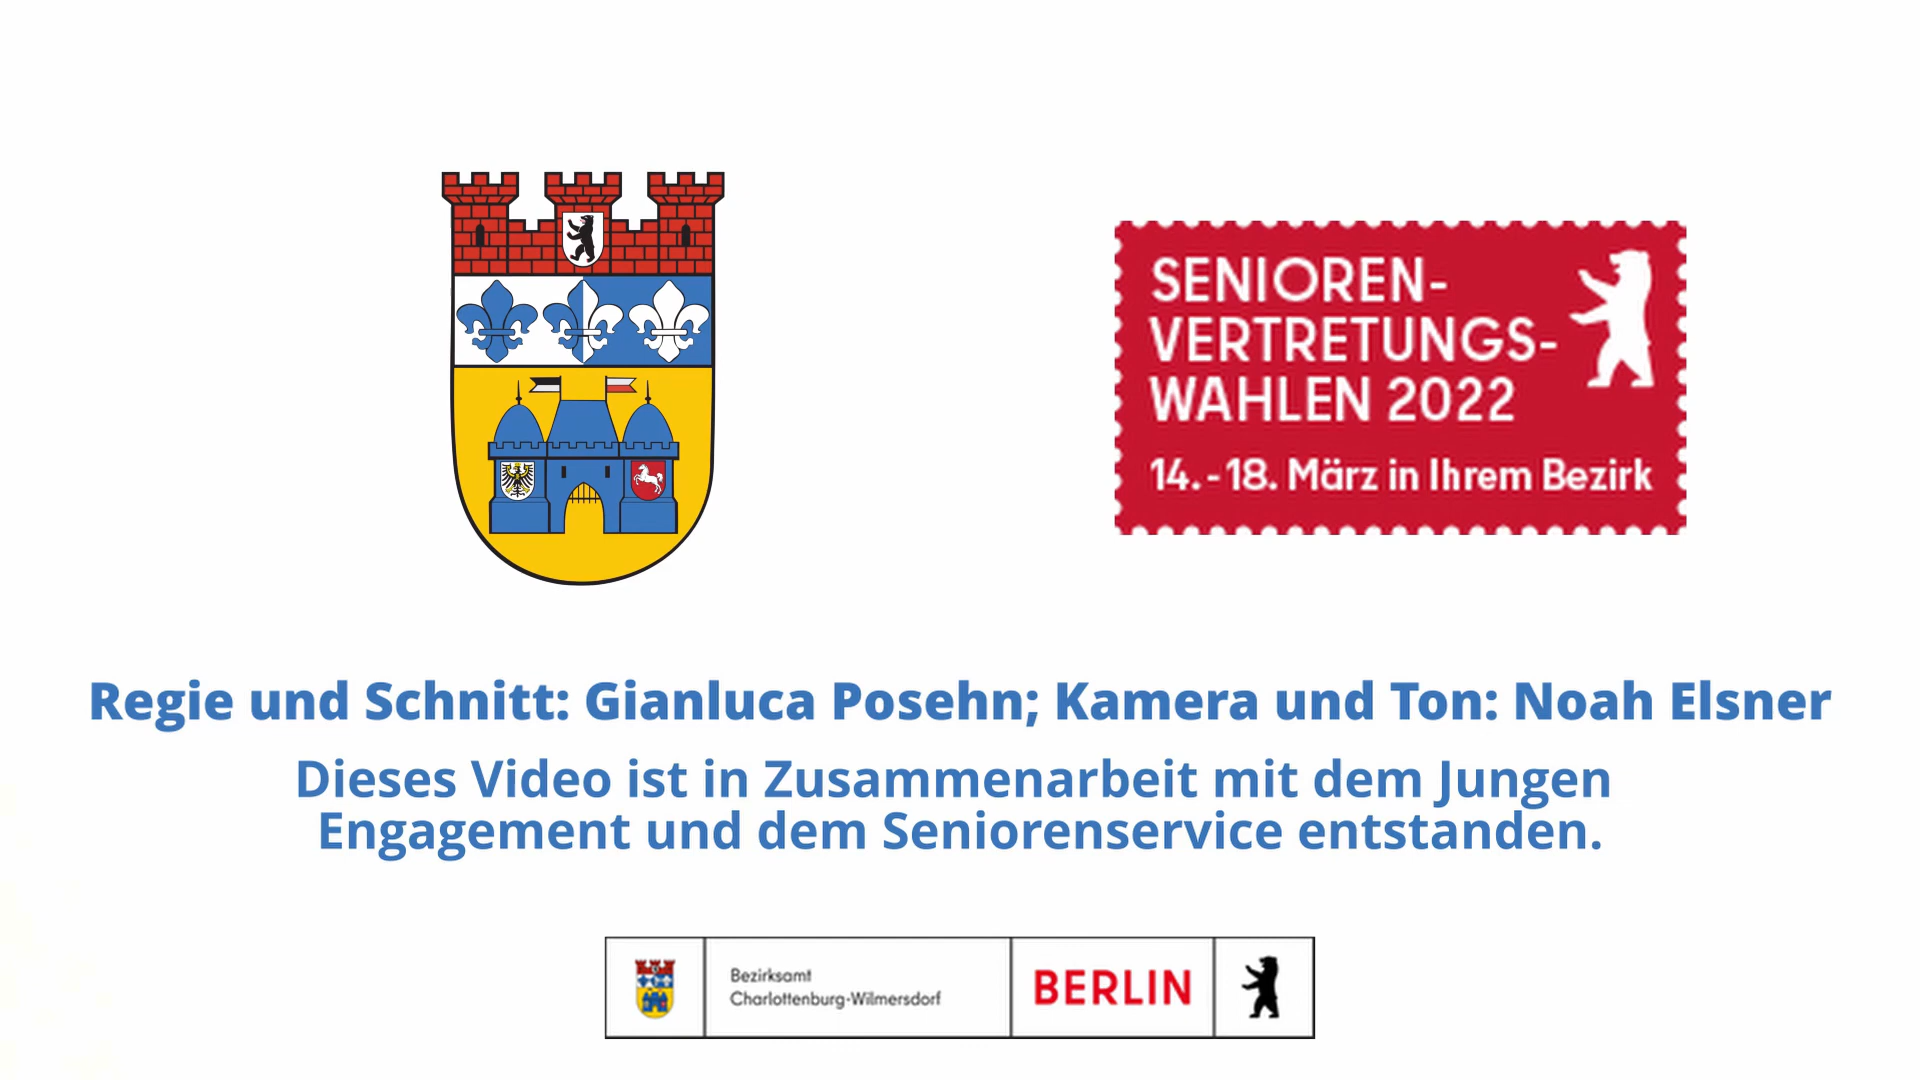 SENIOREN-
VERTRETUNGS-
WAHLEN 2022
14.-18. März in Ihrem Bezirk
Regie und Schnitt: Gianluca Posehn; Kamera und Ton: Noah Elsner
Dieses Video ist in Zusammenarbeit mit dem Jungen
Engagement und dem Seniorenservice entstanden.
Bezirksamt
Charlottenburg-Wilmersdorf
BERLIN